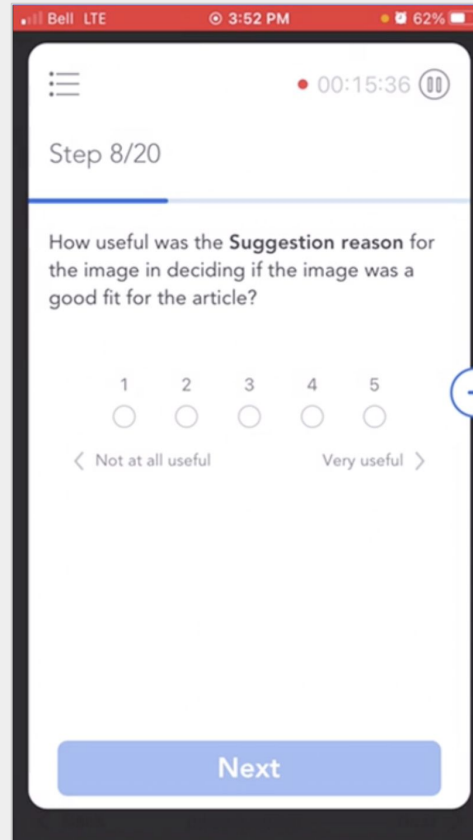 Bell LTE 3:52 PM 62%
00:15:36
Step 8/20
How useful was the Suggestion reason for
the image in deciding if the image was a
good fit for the article?
1 2 3 4 5
Not at all useful Very useful
Next